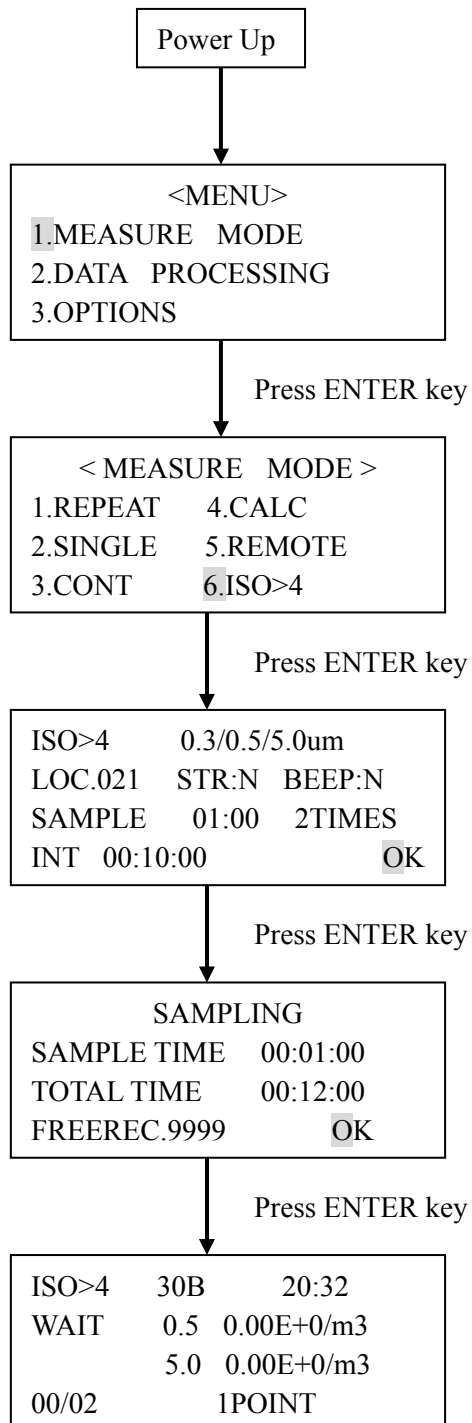 Power Up
<MENU>
1.MEASURE MODE
2.DATA PROCESSING
3.OPTIONS
Press ENTER key
< MEASURE MODE >
1.REPEAT 4.CALC
2.SINGLE 5.REMOTE
3.CONT 6.ISO>4
Press ENTER key
ISO>4 0.3/0.5/5.0um
LOC.021 STR:N BEEP:N
SAMPLE 01:00 2TIMES
INT 00:10:00 OK
Press ENTER key
SAMPLING
SAMPLE TIME 00:01:00
TOTAL TIME 00:12:00
FREEREC.9999 OK
Press ENTER key
ISO>4 30B 20:32
WAIT 0.5 0.00E+0/m3
5.0 0.00E+0/m3
00/02 1POINT